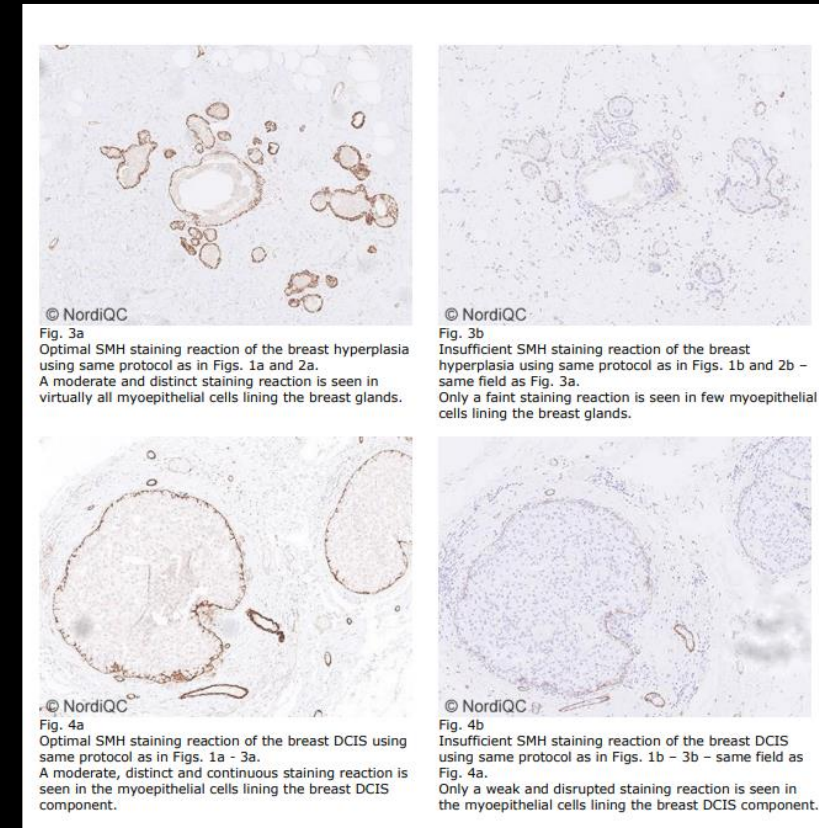 © NordiQC
Fig. 3a
Optimal SMH staining reaction of the breast hyperplasia
using same protocol as in Figs. 1a and 2a.
A moderate and distinct staining reaction is seen in
virtually all myoepithelial cells lining the breast glands.
© NordiQC
Fig. 3b
Insufficient SMH staining reaction of the breast
hyperplasia using same protocol as in Figs. 1b and 2b –
same field as Fig. 3a.
Only a faint staining reaction is seen in few myoepithelial
cells lining the breast glands.
© NordiQC
Fig. 4a
Optimal SMH staining reaction of the breast DCIS using
same protocol as in Figs. 1a - 3a.
A moderate, distinct and continuous staining reaction is
seen in the myoepithelial cells lining the breast DCIS
component.
© NordiQC
Fig. 4b
Insufficient SMH staining reaction of the breast DCIS
using same protocol as in Figs. 1b – 3b – same field as
Fig. 4a.
Only a weak and disrupted staining reaction is seen in
the myoepithelial cells lining the breast DCIS component.